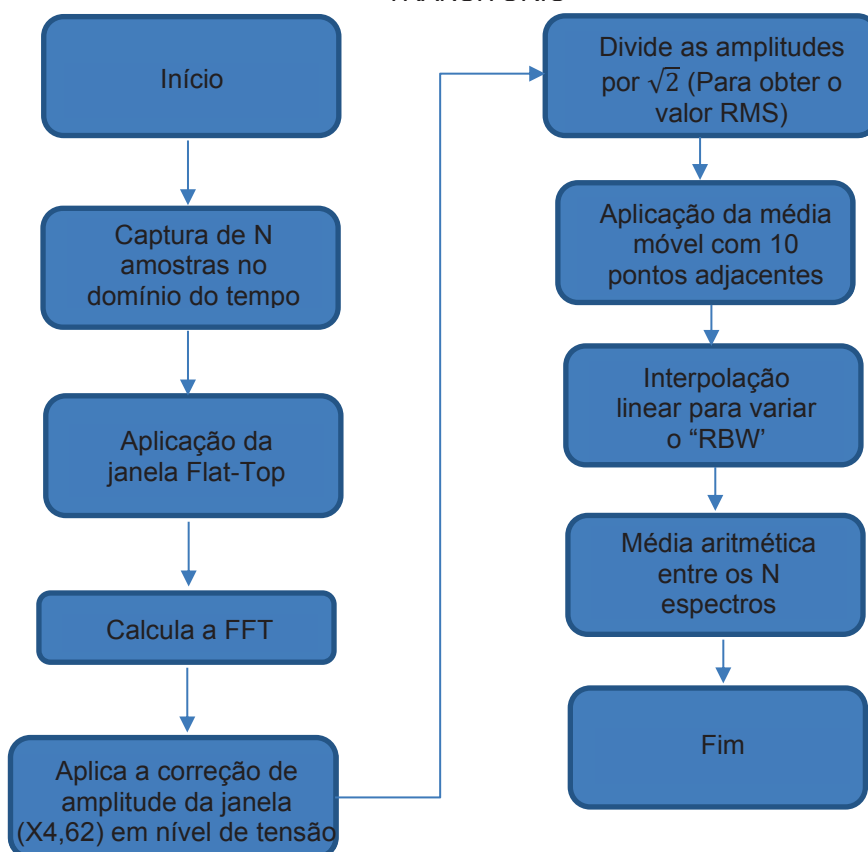 Início
Captura de N
amostras no
domínio do tempo
Aplicação da
janela Flat-Top
Calcula a FFT
Aplica a correção de
amplitude da janela
(X4,62) em nível de tensão
Divide as amplitudes
por √2 (Para obter o
valor RMS)
Aplicação da média
móvel com 10
pontos adjacentes
Interpolação
linear para variar
o “RBW’
Média aritmética
entre os N
espectros
Fim